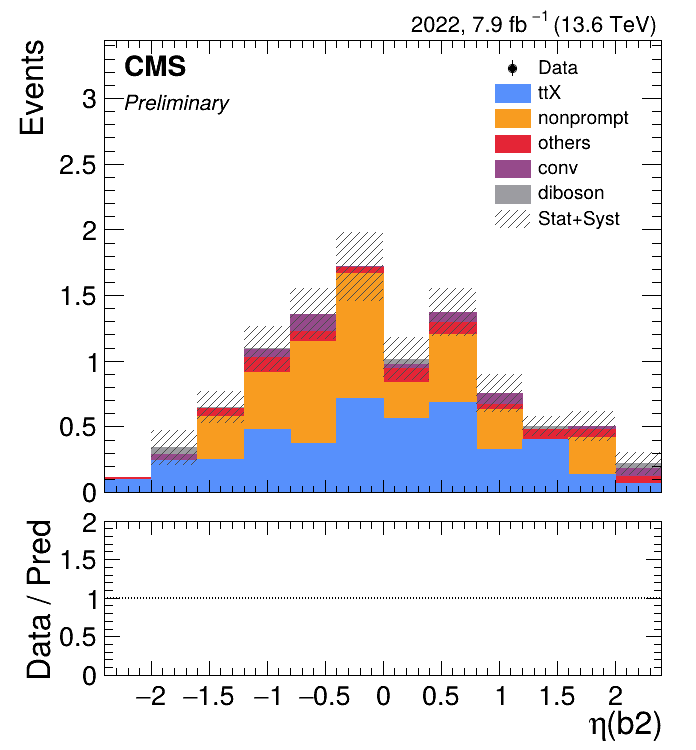 2022, 7.9 fb⁻¹ (13.6 TeV)
CMS
Preliminary
Data
ttX
nonprompt
others
conv
diboson
Stat+Syst
Events
3
2.5
2
1.5
1
0.5
0
Data / Pred
2
1.5
1
0.5
0
−2 −1.5 −1 −0.5 0 0.5 1 1.5 2
η(b2)